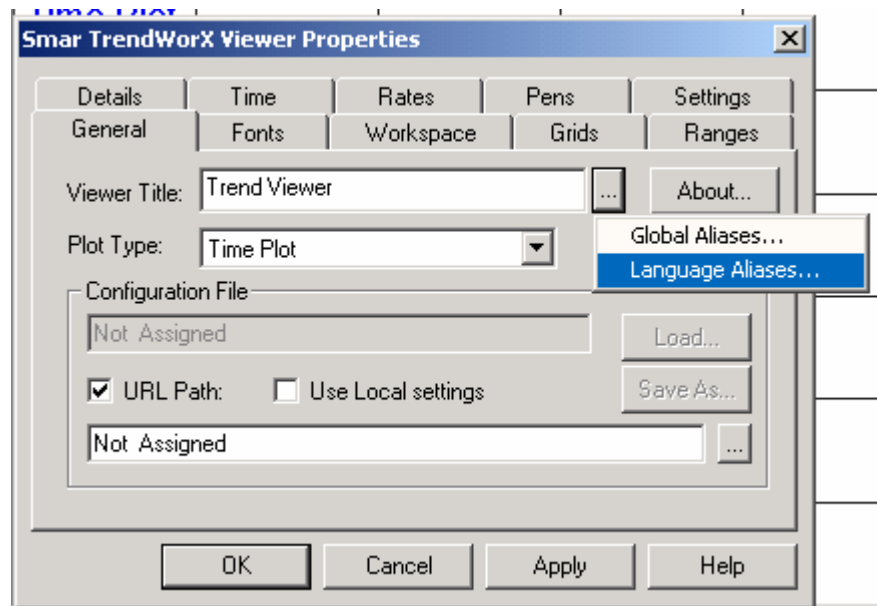 Time Plot
Smar TrendWorX Viewer Properties
Details Time Rates Pens Settings
General Fonts Workspace Grids Ranges
Viewer Title: Trend Viewer ... About...
Plot Type: Time Plot
Global Aliases...
Language Aliases...
Configuration File
Not Assigned Load...
URL Path: Use Local settings Save As...
Not Assigned ...
OK Cancel Apply Help